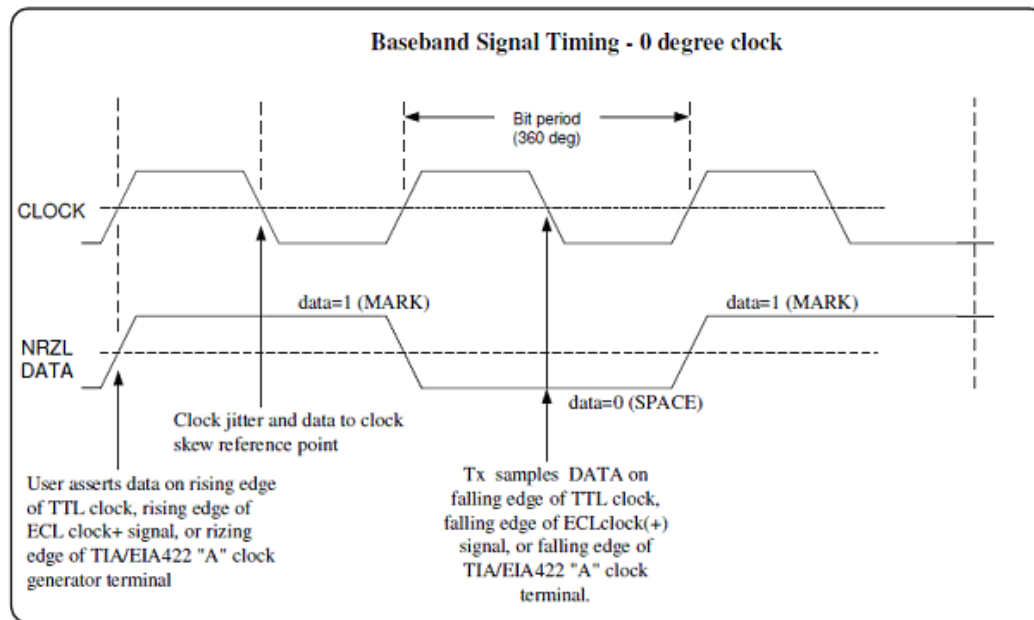 Baseband Signal Timing - 0 degree clock
Bit period
(360 deg)
CLOCK
data=1 (MARK)
data=1 (MARK)
NRZL
DATA
data=0 (SPACE)
Clock jitter and data to clock
skew reference point
User asserts data on rising edge
of TTL clock, rising edge of
ECL clock+ signal, or rizing
edge of TIA/EIA422 "A" clock
generator terminal
Tx samples DATA on
falling edge of TTL clock,
falling edge of ECLclock(+)
signal, or falling edge of
TIA/EIA422 "A" clock
terminal.